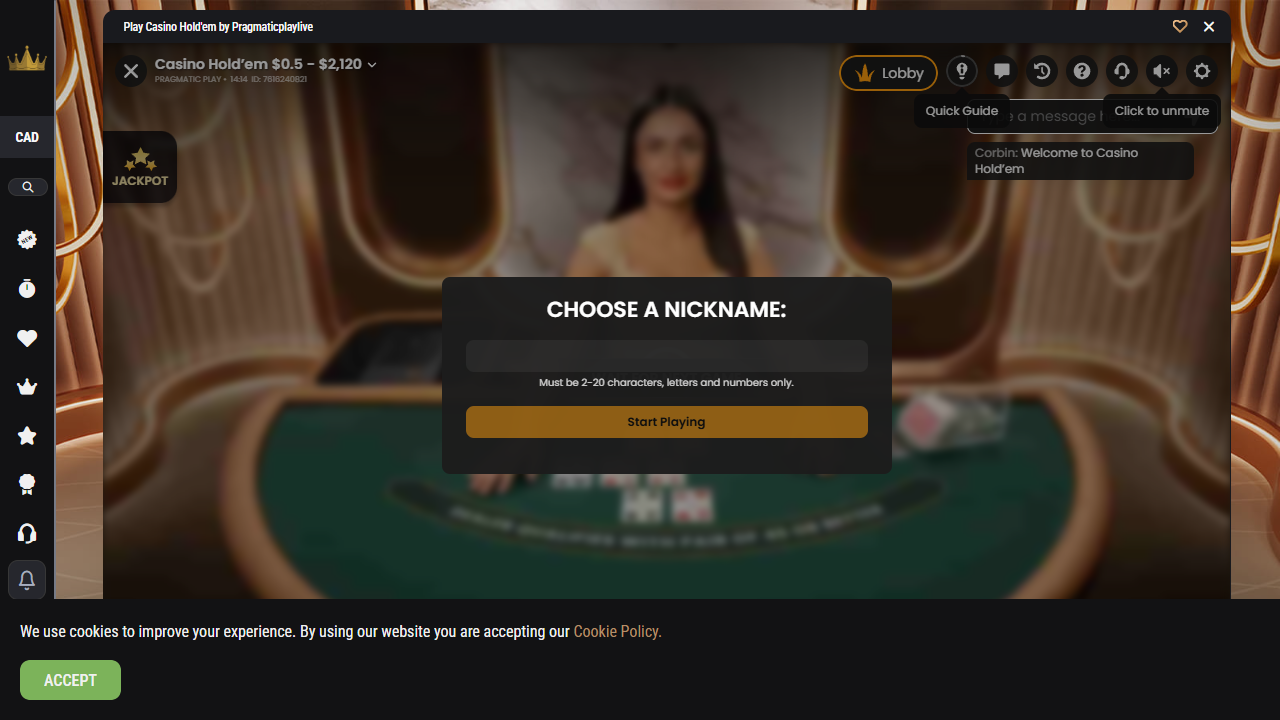 Play Casino Hold'em by Pragmaticplaylive
Casino Hold'em $0.5 – $2,120
PRAGMATIC PLAY • 14:14 ID: 7616240821
Lobby
Quick Guide
Click to unmute
a message
Corbin: Welcome to Casino
Hold'em
CAD
NEW
JACKPOT
CHOOSE A NICKNAME:
Must be 2-20 characters, letters and numbers only.
Start Playing
We use cookies to improve your experience. By using our website you are accepting our Cookie Policy.
ACCEPT